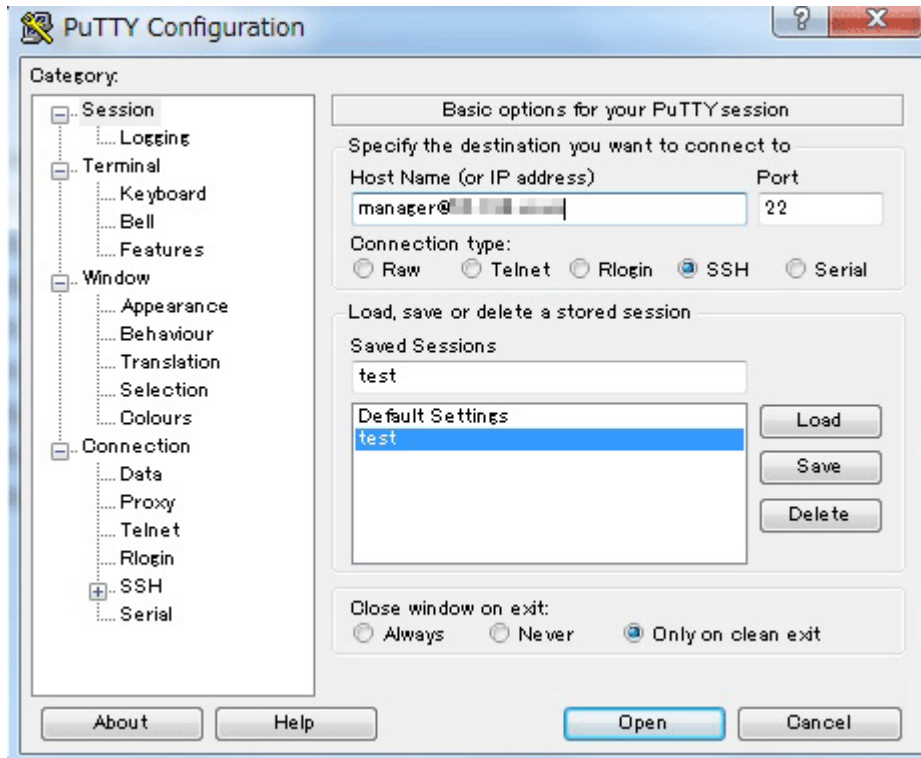 PuTTY Configuration
Category:
Session
Logging
Terminal
Keyboard
Bell
Features
Window
Appearance
Behaviour
Translation
Selection
Colours
Connection
Data
Proxy
Telnet
Rlogin
SSH
Serial
Basic options for your PuTTY session
Specify the destination you want to connect to
Host Name (or IP address) Port
manager@ 22
Connection type:
Raw Telnet Rlogin SSH Serial
Load, save or delete a stored session
Saved Sessions
test
Default Settings
test
Load
Save
Delete
Close window on exit:
Always Never Only on clean exit
About Help Open Cancel